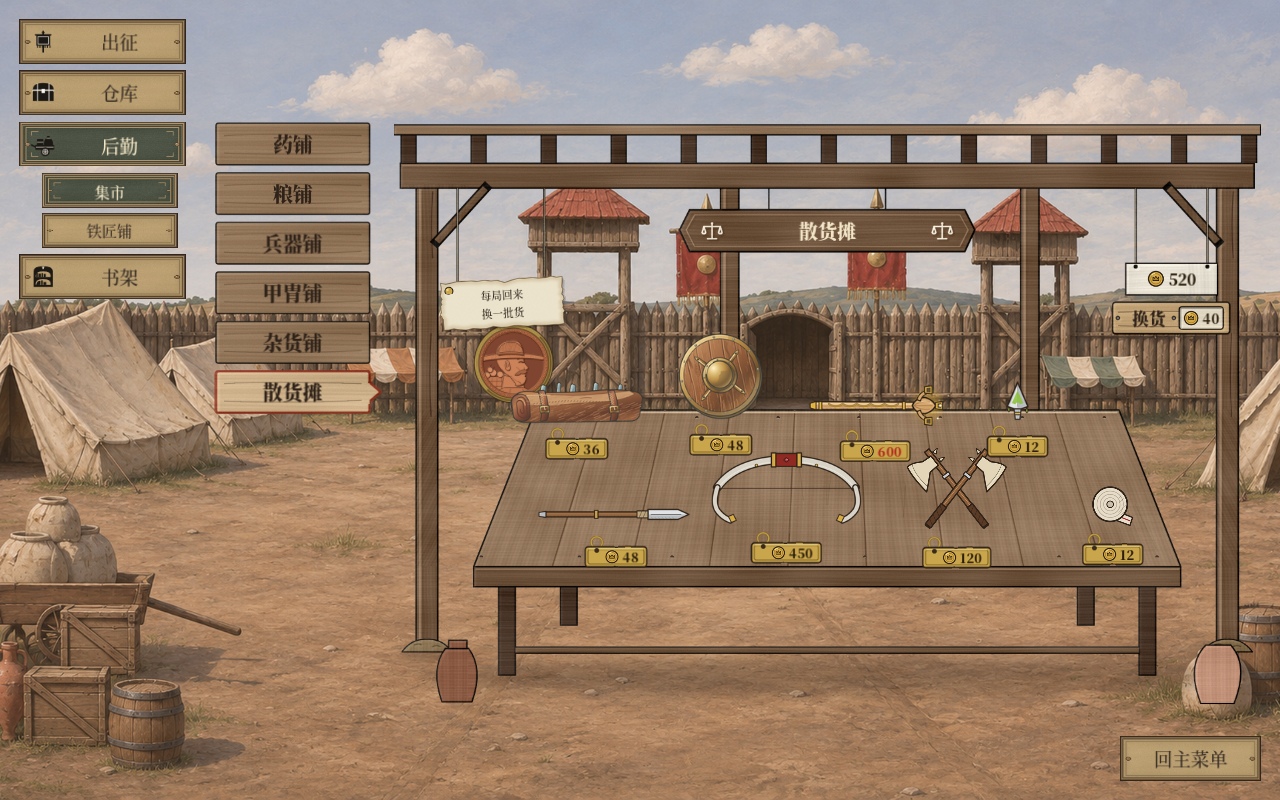 出征
仓库
后勤
集市
铁匠铺
书架
药铺
粮铺
兵器铺
甲胄铺
杂货铺
散货摊
散货摊
每局回来
换一批货
520
换货 40
36
48
600
12
48
450
120
12
回主菜单